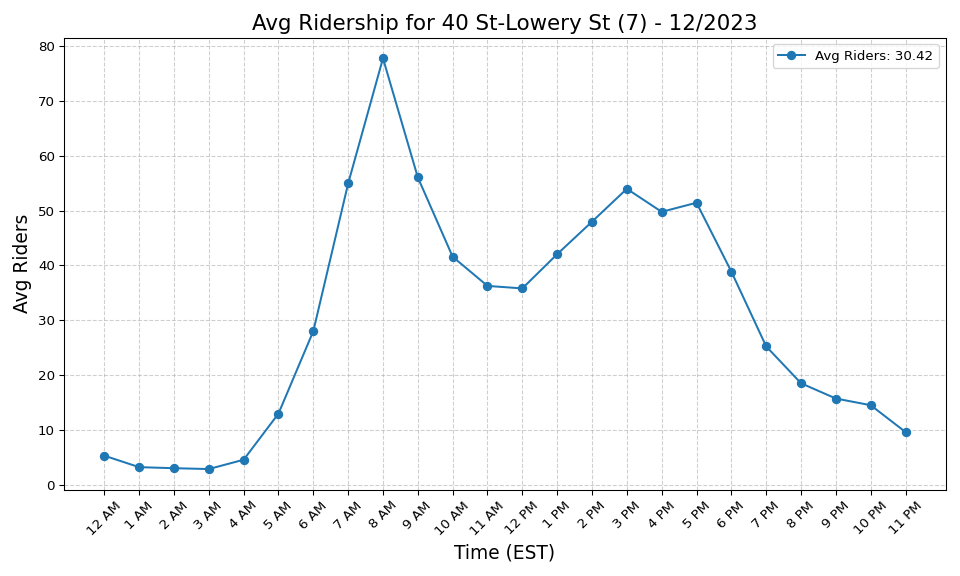 Avg Ridership for 40 St-Lowery St (7) - 12/2023
Avg Riders: 30.42
Avg Riders
80
70
60
50
40
30
20
10
0
12 AM
1 AM
2 AM
3 AM
4 AM
5 AM
6 AM
7 AM
8 AM
9 AM
10 AM
11 AM
12 PM
1 PM
2 PM
3 PM
4 PM
5 PM
6 PM
7 PM
8 PM
9 PM
10 PM
11 PM
Time (EST)